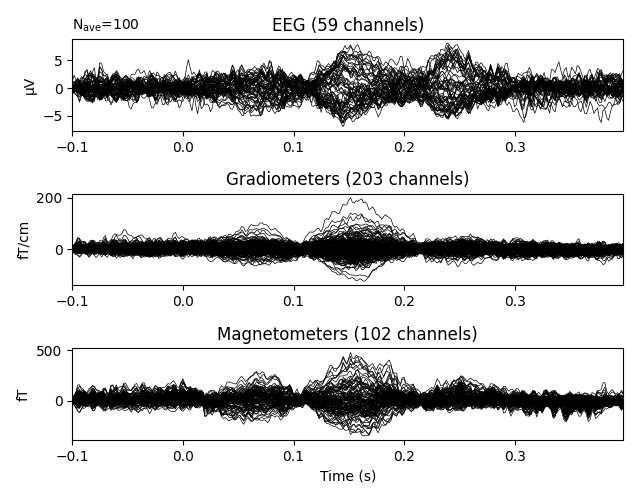 Nave=100
EEG (59 channels)
5
0
−5
µV
−0.1 0.0 0.1 0.2 0.3
Gradiometers (203 channels)
200
0
fT/cm
−0.1 0.0 0.1 0.2 0.3
Magnetometers (102 channels)
500
0
fT
−0.1 0.0 0.1 0.2 0.3
Time (s)